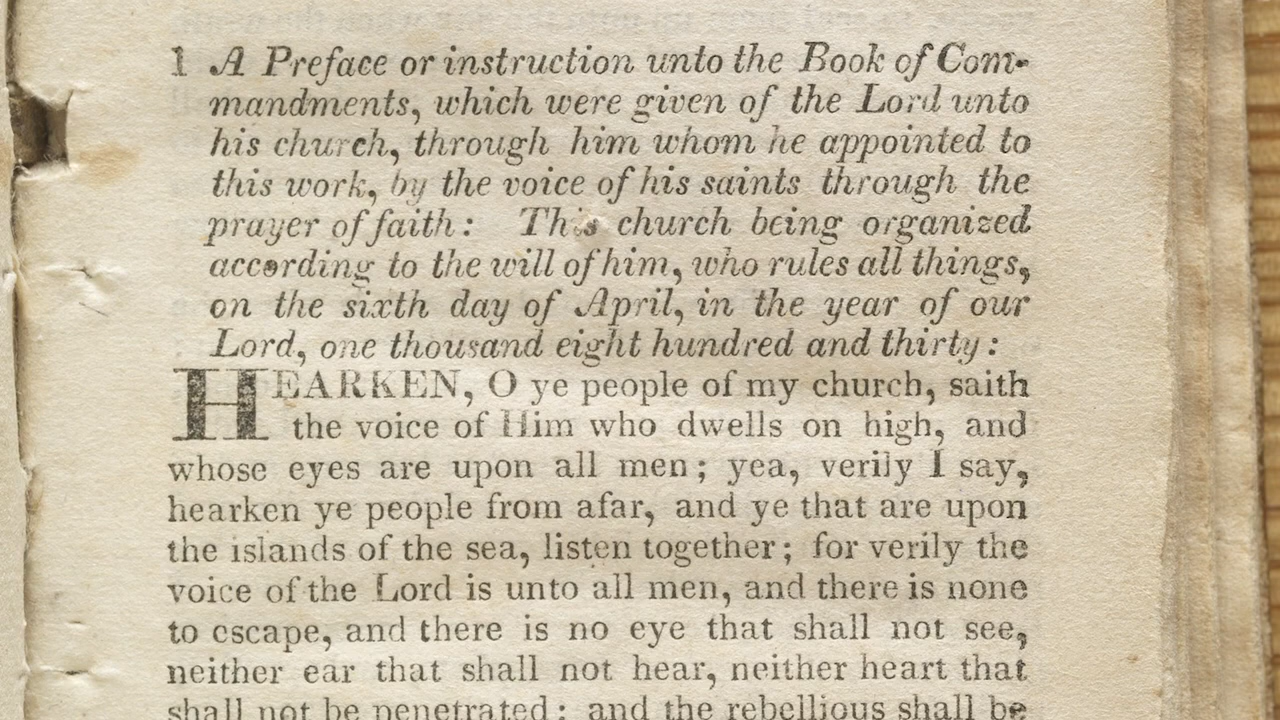 1 A Preface or instruction unto the Book of Com-
mandments, which were given of the Lord unto
his church, through him whom he appointed to
this work, by the voice of his saints through the
prayer of faith: This church being organized
according to the will of him, who rules all things,
on the sixth day of April, in the year of our
Lord, one thousand eight hundred and thirty:
HEARKEN, O ye people of my church, saith
the voice of Him who dwells on high, and
whose eyes are upon all men; yea, verily I say,
hearken ye people from afar, and ye that are upon
the islands of the sea, listen together; for verily the
voice of the Lord is unto all men, and there is none
to escape, and there is no eye that shall not see,
neither ear that shall not hear, neither heart that
shall not be penetrated: and the rebellious shall be